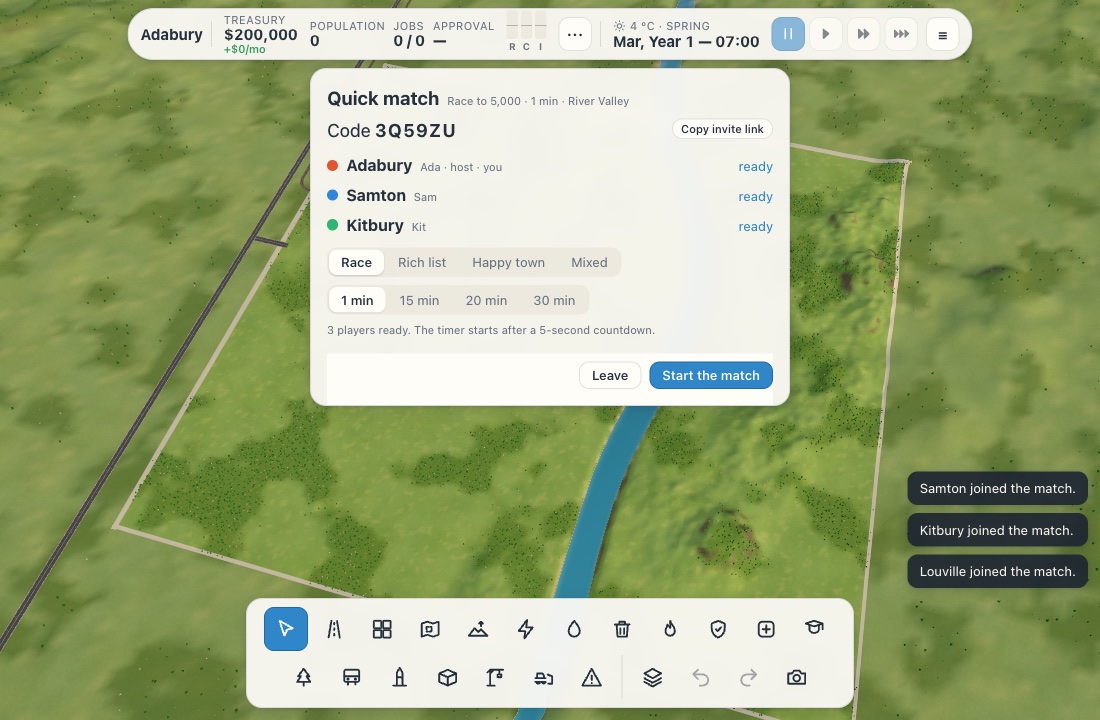 Adabury
TREASURY
$200,000
+$0/mo
POPULATION
0
JOBS
0 / 0
APPROVAL
—
R C I
4 °C · SPRING
Mar, Year 1 — 07:00
Quick match Race to 5,000 · 1 min · River Valley
Code 3Q59ZU
Copy invite link
Adabury Ada · host · you ready
Samton Sam ready
Kitbury Kit ready
Race Rich list Happy town Mixed
1 min 15 min 20 min 30 min
3 players ready. The timer starts after a 5-second countdown.
Leave Start the match
Samton joined the match.
Kitbury joined the match.
Louville joined the match.